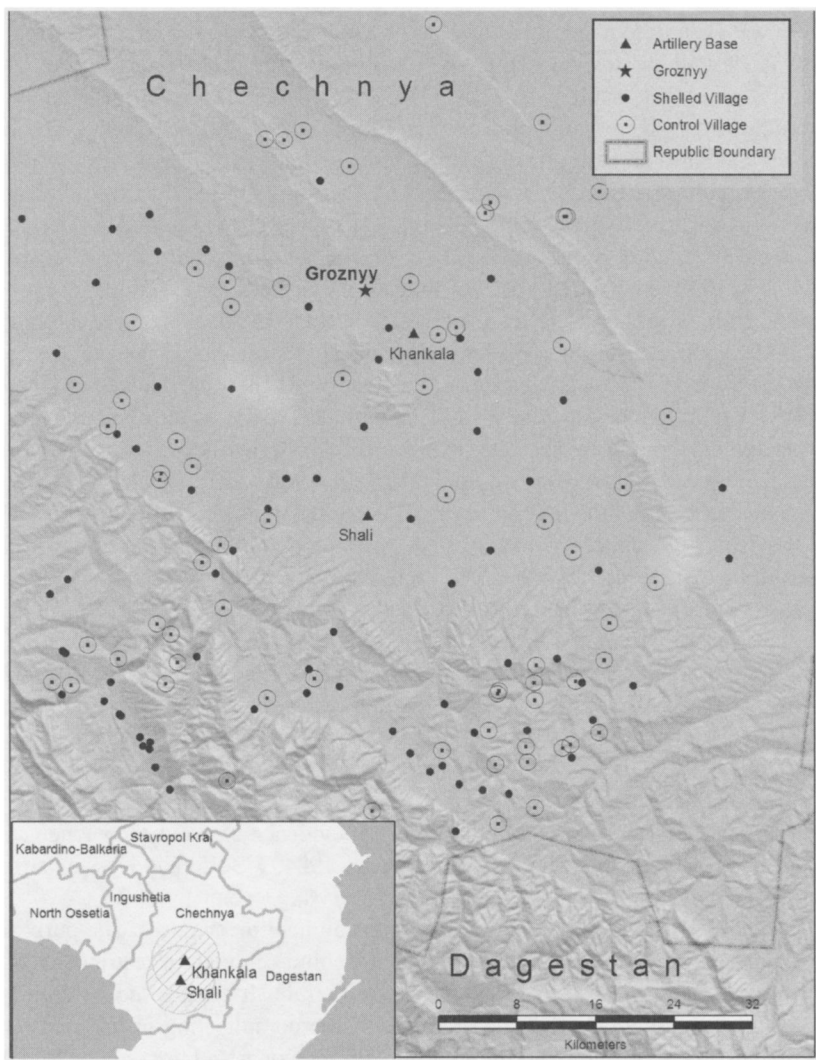 Chechnya
Artillery Base
Groznyy
Shelled Village
Control Village
Republic Boundary
Groznyy
Khankala
Shali
Stavropol Kraj
Kabardino-Balkaria
Ingushetia
North Ossetia
Chechnya
Khankala
Dagestan
Shali
Dagestan
0 8 16 24 32
Kilometers